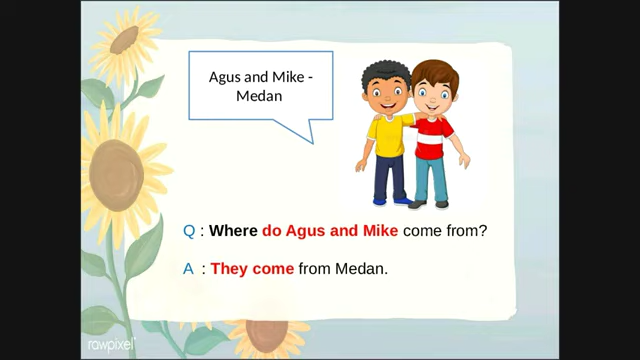 Agus and Mike -
Medan
Q : Where do Agus and Mike come from?
A : They come from Medan.
rawpixel